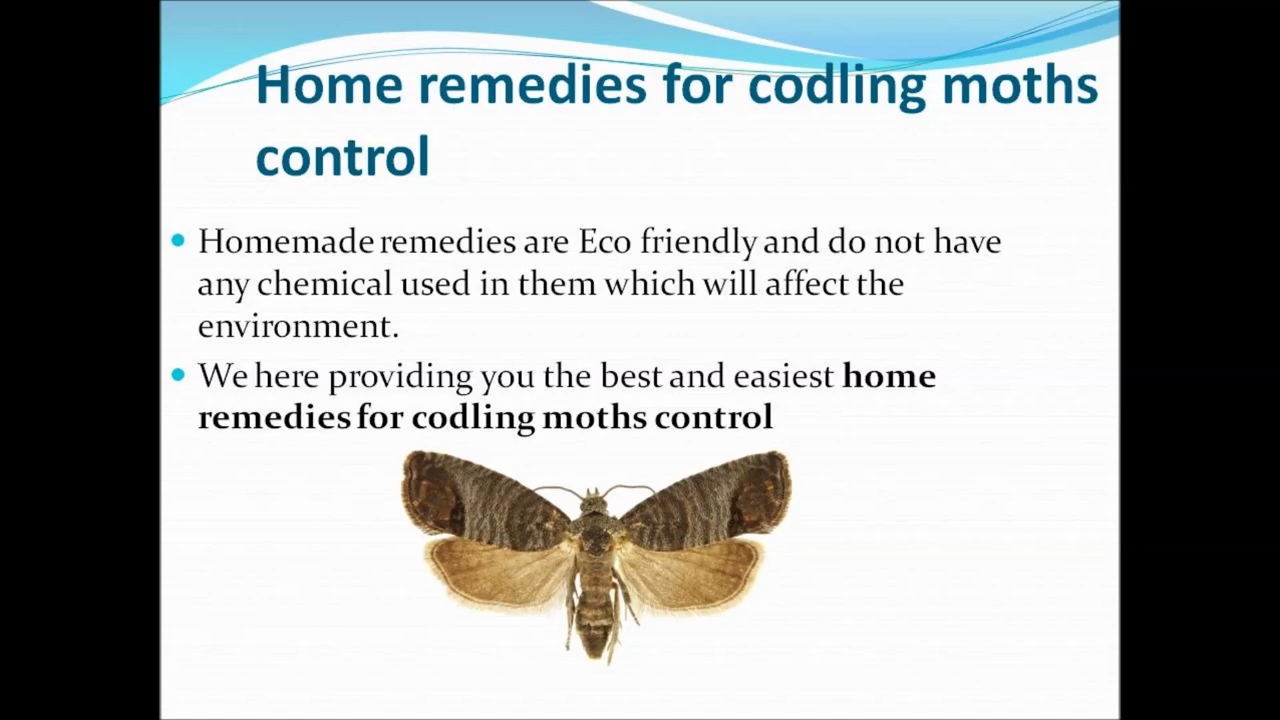 Home remedies for codling moths
control
Homemade remedies are Eco friendly and do not have
any chemical used in them which will affect the
environment.
We here providing you the best and easiest home
remedies for codling moths control